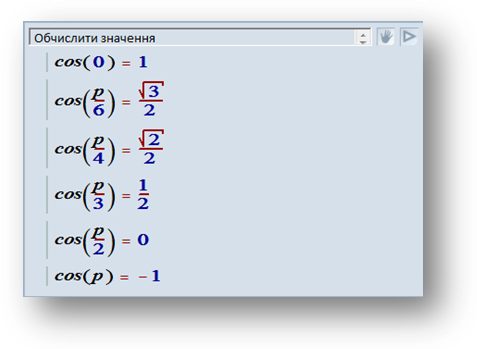 Обчислити значення
cos(0) = 1
cos(p/6) = √3/2
cos(p/4) = √2/2
cos(p/3) = 1/2
cos(p/2) = 0
cos(p) = -1